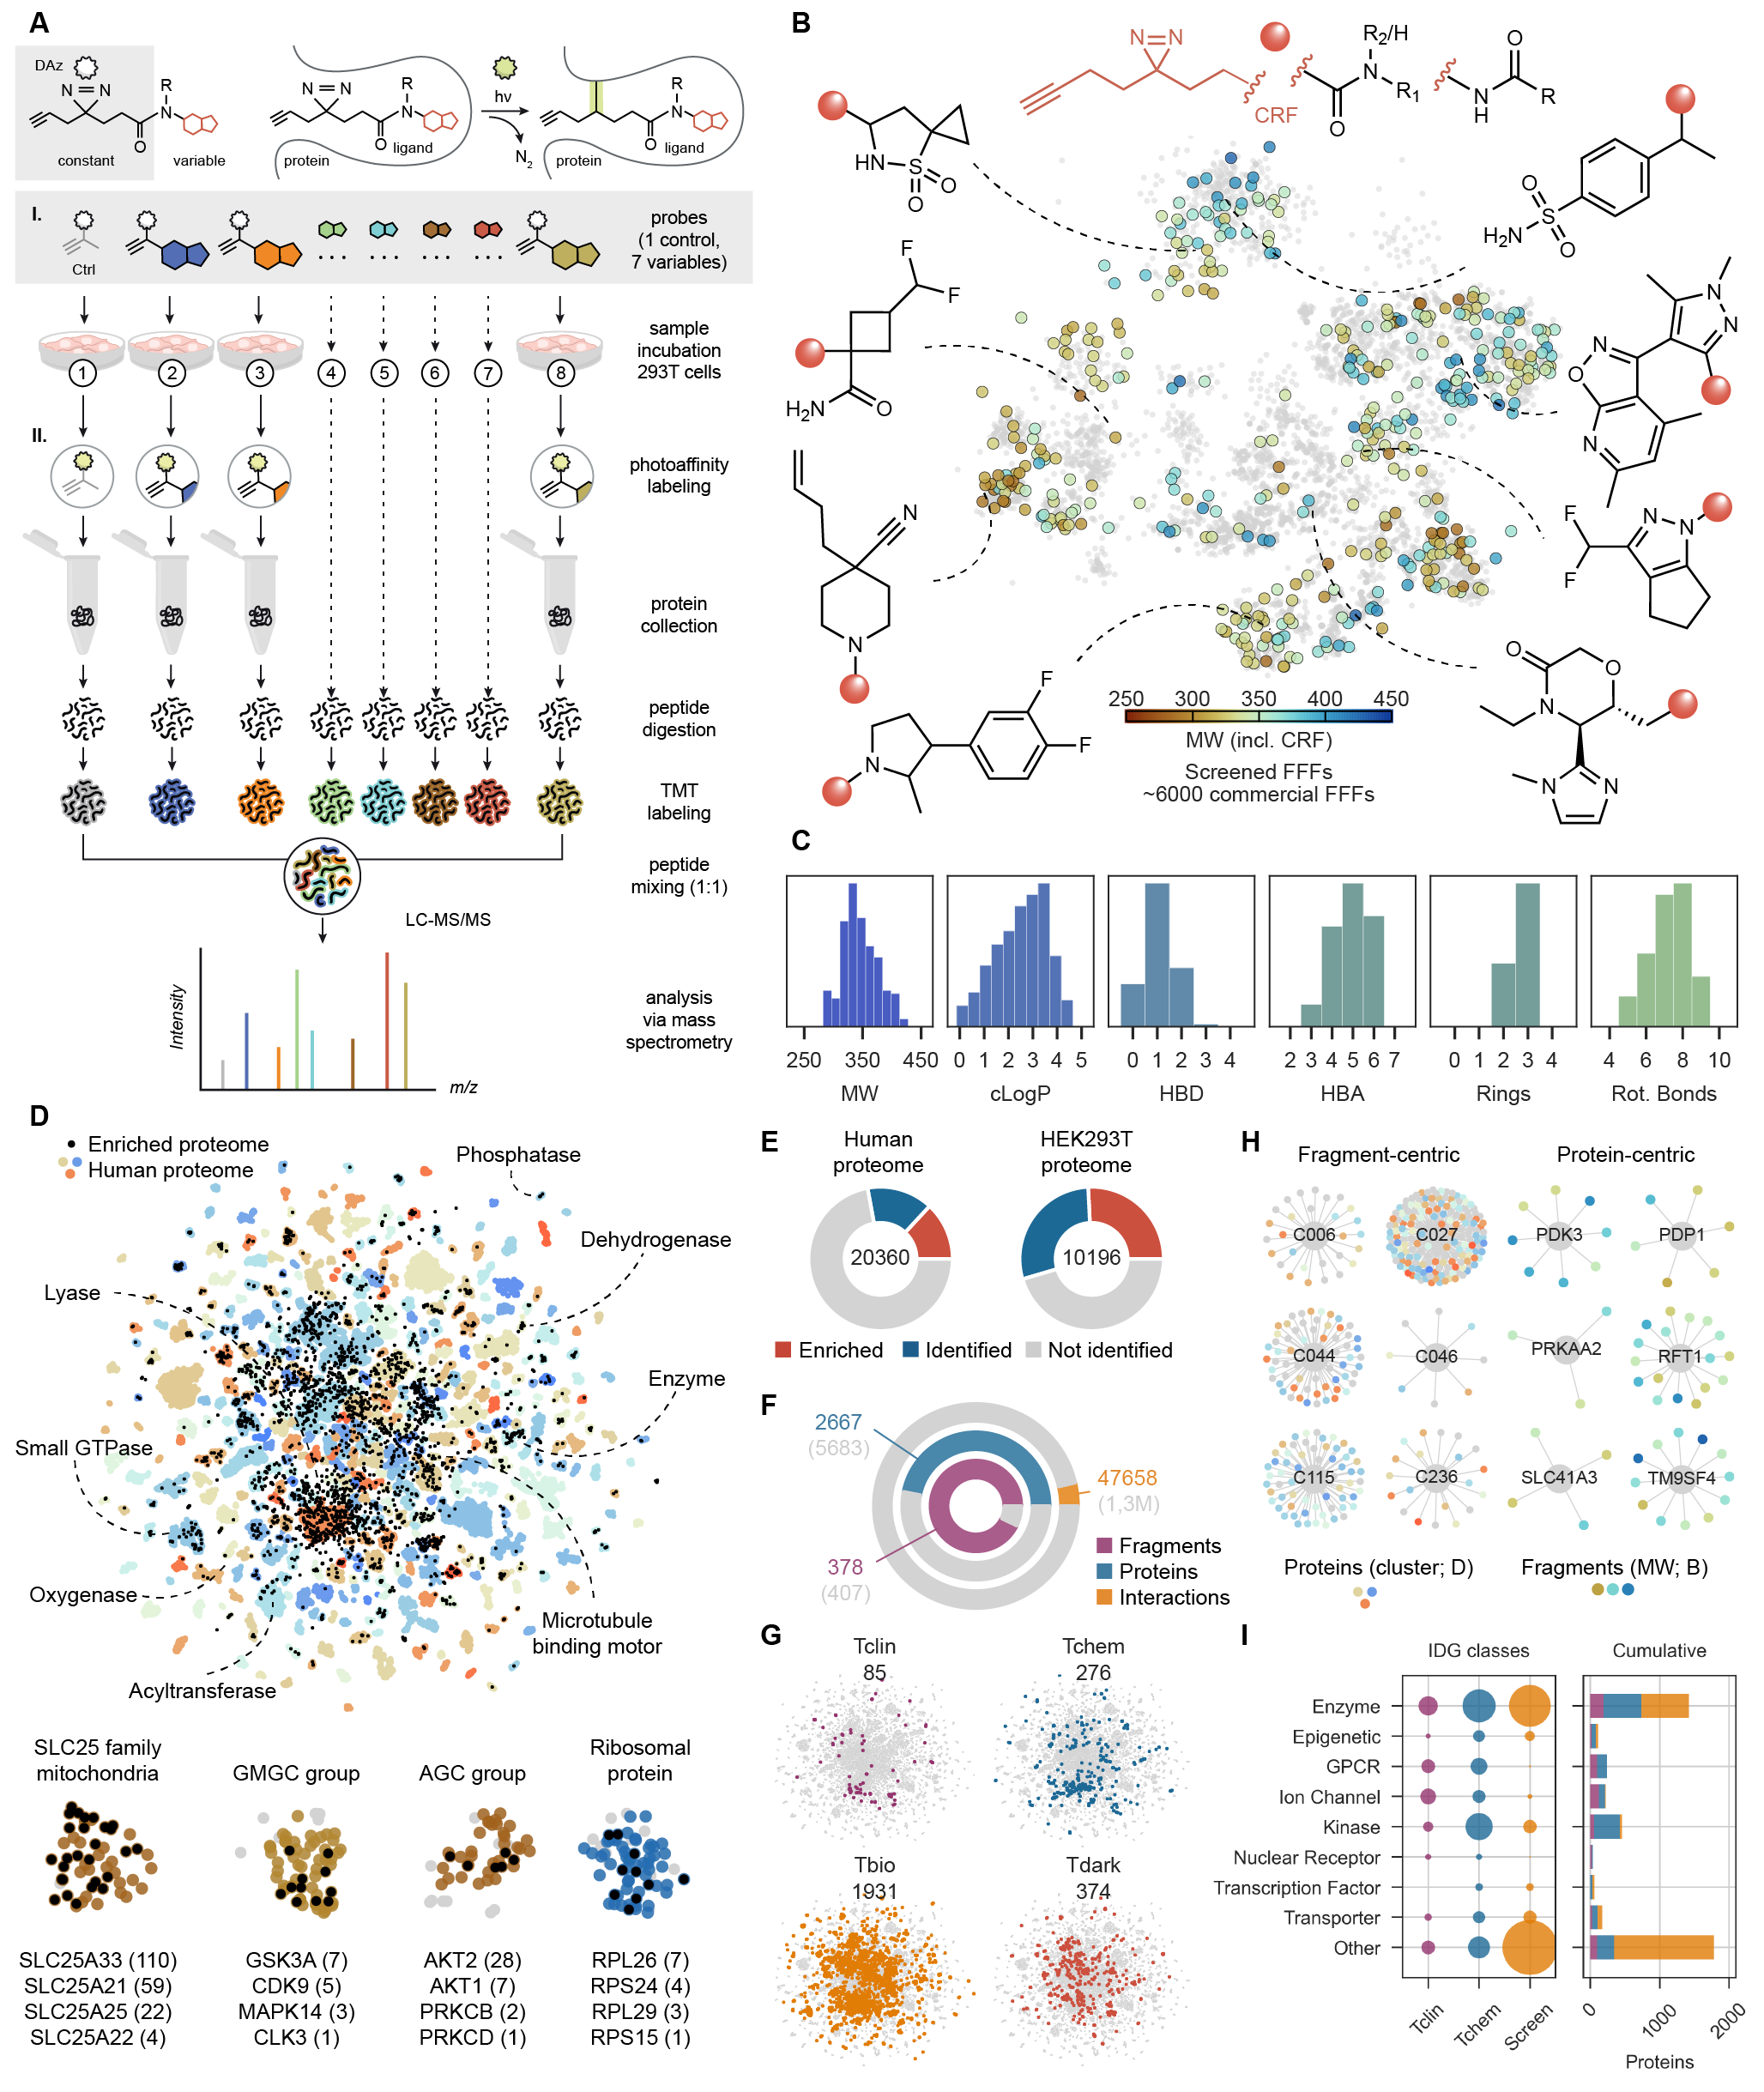 A
DAz
N=N
R
N
O
constant
variable
N=N
R
N
O
ligand
protein
hν
N2
R
N
O
ligand
protein
I.
Ctrl
...
...
...
...
probes
(1 control,
7 variables)
sample
incubation
293T cells
1
2
3
4
5
6
7
8
II.
photoaffinity
labeling
protein
collection
peptide
digestion
TMT
labeling
peptide
mixing (1:1)
LC-MS/MS
Intensity
m/z
analysis
via mass
spectrometry
B
N=N
CRF
R2/H
N
R1
O
O
N
H
R
HN
S
O
O
O
S
O
H2N
F
F
H2N
O
N
N
N
N
O
N
N
F
F
N
N
N
F
F
O
O
N
N
N
250
300
350
400
450
MW (incl. CRF)
Screened FFFs
~6000 commercial FFFs
C
250 350 450
MW
0 1 2 3 4 5
cLogP
0 1 2 3 4
HBD
2 3 4 5 6 7
HBA
0 1 2 3 4
Rings
4 6 8 10
Rot. Bonds
D
Enriched proteome
Human proteome
Phosphatase
Dehydrogenase
Lyase
Enzyme
Small GTPase
Oxygenase
Microtubule
binding motor
Acyltransferase
SLC25 family
mitochondria
GMGC group
AGC group
Ribosomal
protein
SLC25A33 (110)
SLC25A21 (59)
SLC25A25 (22)
SLC25A22 (4)
GSK3A (7)
CDK9 (5)
MAPK14 (3)
CLK3 (1)
AKT2 (28)
AKT1 (7)
PRKCB (2)
PRKCD (1)
RPL26 (7)
RPS24 (4)
RPL29 (3)
RPS15 (1)
E
Human
proteome
HEK293T
proteome
20360
10196
Enriched
Identified
Not identified
F
2667
(5683)
47658
(1,3M)
378
(407)
Fragments
Proteins
Interactions
G
Tclin
85
Tchem
276
Tbio
1931
Tdark
374
H
Fragment-centric
Protein-centric
C006
C027
PDK3
PDP1
C044
C046
PRKAA2
RFT1
C115
C236
SLC41A3
TM9SF4
Proteins (cluster; D)
Fragments (MW; B)
I
IDG classes
Cumulative
Enzyme
Epigenetic
GPCR
Ion Channel
Kinase
Nuclear Receptor
Transcription Factor
Transporter
Other
Tclin
Tchem
Screen
0
1000
2000
Proteins